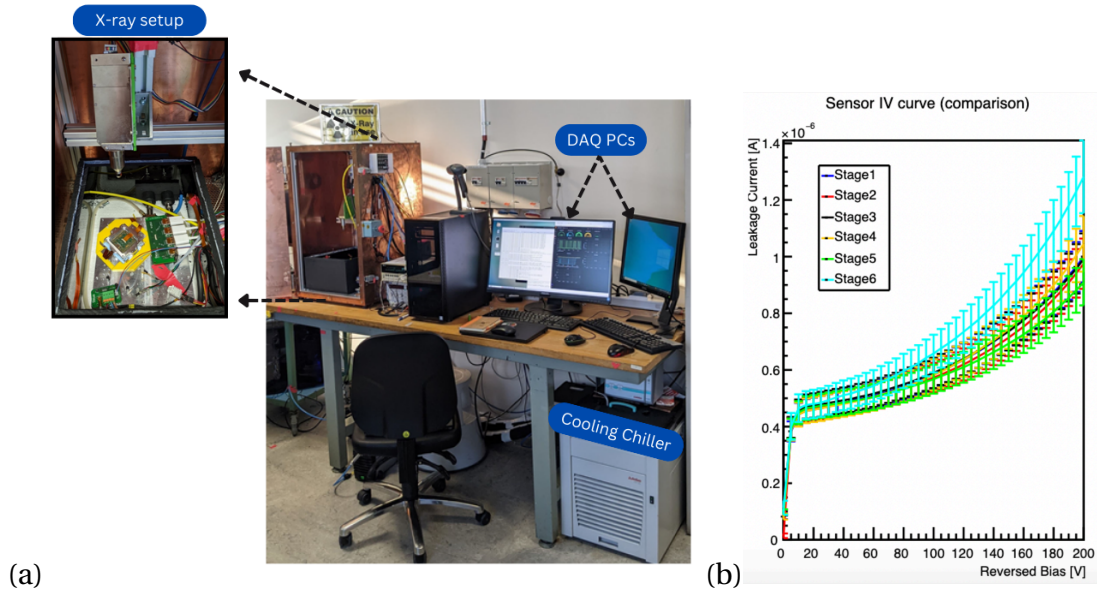 X-ray setup
CAUTION
X-Ray
DAQ PCs
Cooling Chiller
(a)
Sensor IV curve (comparison)
×10⁻⁶
Leakage Current [A]
1.4
1.2
1
0.8
0.6
0.4
0.2
0
Stage1
Stage2
Stage3
Stage4
Stage5
Stage6
0 20 40 60 80 100 120 140 160 180 200
Reversed Bias [V]
(b)